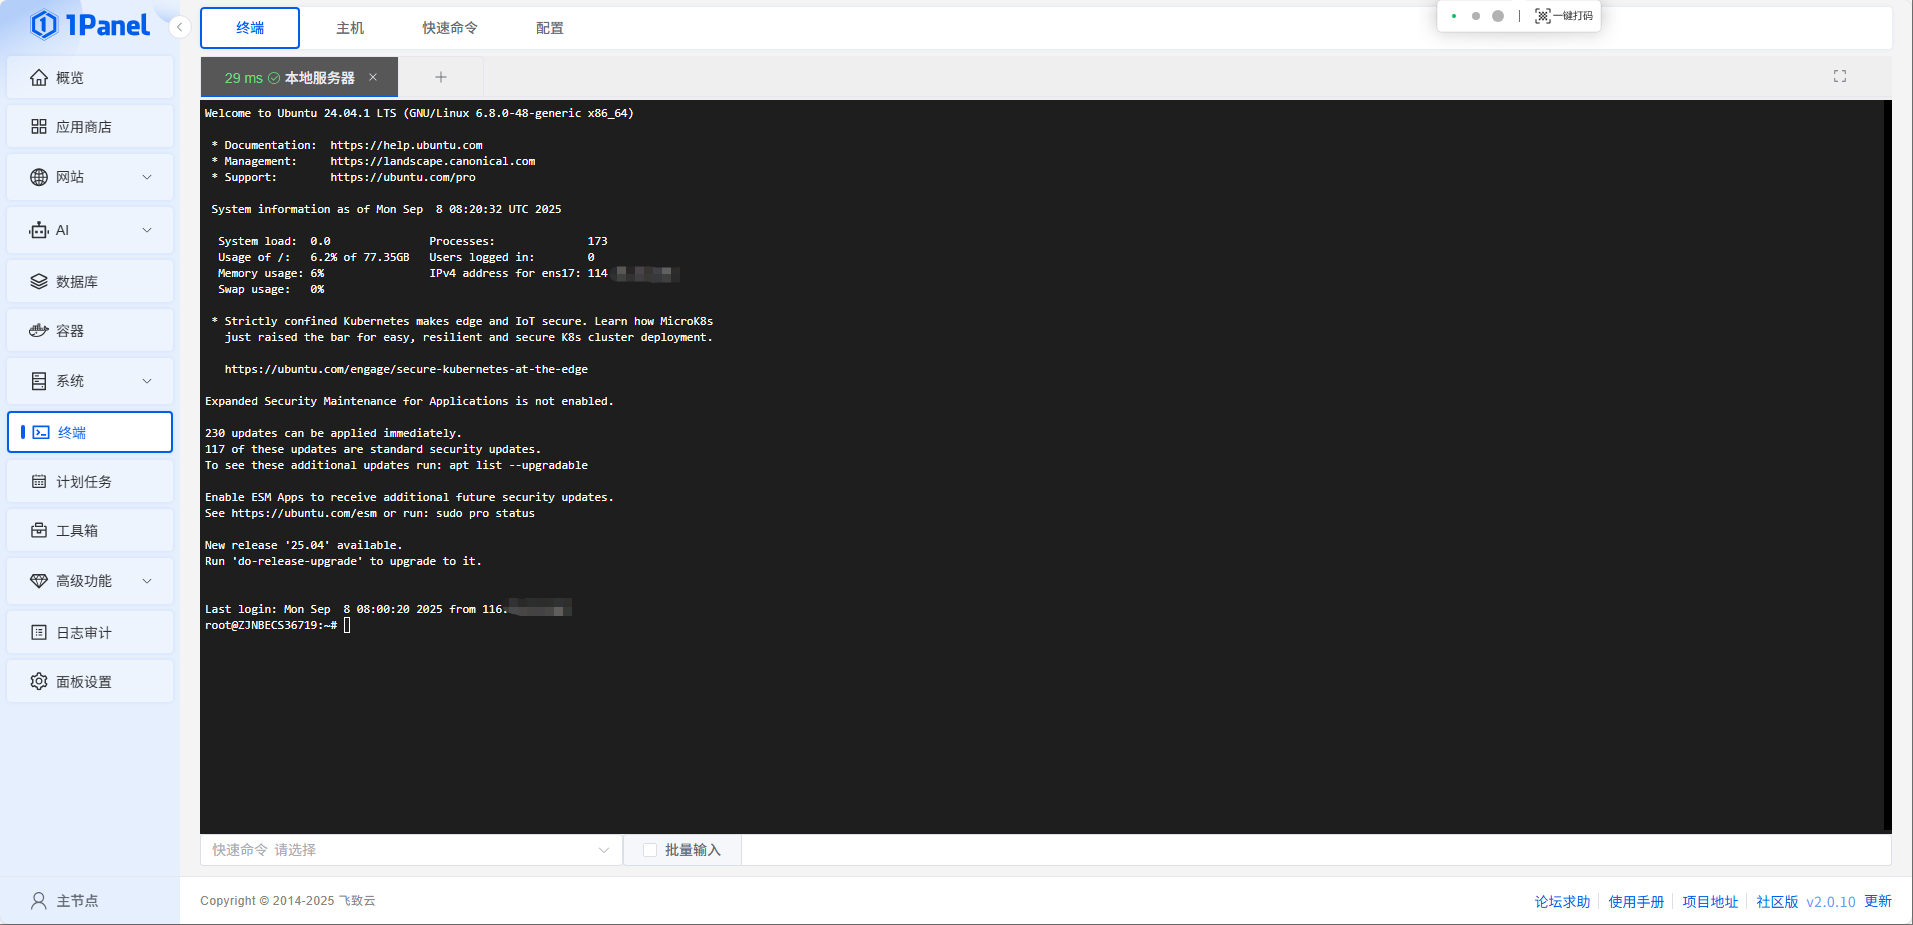 1Panel
概览
应用商店
网站
AI
数据库
容器
系统
终端
计划任务
工具箱
高级功能
日志审计
面板设置
主节点
终端 主机 快速命令 配置
一键打码
29 ms 本地服务器
Welcome to Ubuntu 24.04.1 LTS (GNU/Linux 6.8.0-48-generic x86_64)
* Documentation: https://help.ubuntu.com
* Management: https://landscape.canonical.com
* Support: https://ubuntu.com/pro
System information as of Mon Sep 8 08:20:32 UTC 2025
System load: 0.0 Processes: 173
Usage of /: 6.2% of 77.35GB Users logged in: 0
Memory usage: 6% IPv4 address for ens17: 114
Swap usage: 0%
* Strictly confined Kubernetes makes edge and IoT secure. Learn how MicroK8s
just raised the bar for easy, resilient and secure K8s cluster deployment.
https://ubuntu.com/engage/secure-kubernetes-at-the-edge
Expanded Security Maintenance for Applications is not enabled.
230 updates can be applied immediately.
117 of these updates are standard security updates.
To see these additional updates run: apt list --upgradable
Enable ESM Apps to receive additional future security updates.
See https://ubuntu.com/esm or run: sudo pro status
New release '25.04' available.
Run 'do-release-upgrade' to upgrade to it.
Last login: Mon Sep 8 08:00:20 2025 from 116.
root@ZJNBECS36719:~#
快速命令 请选择 批量输入
Copyright © 2014-2025 飞致云
论坛求助 使用手册 项目地址 社区版 v2.0.10 更新